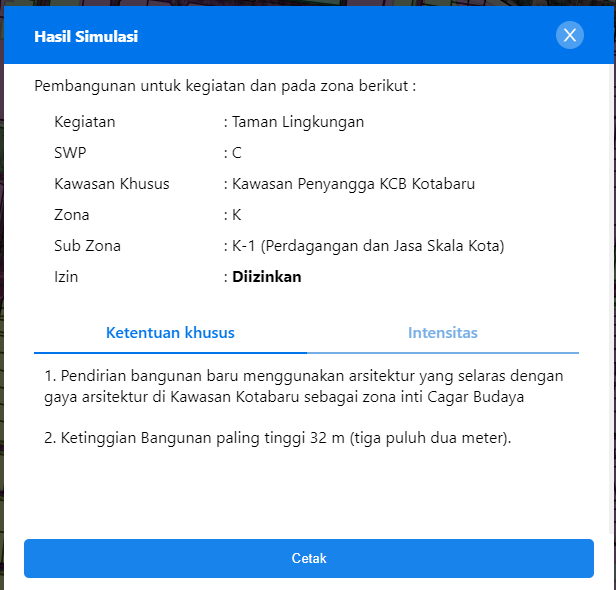 Hasil Simulasi
Pembangunan untuk kegiatan dan pada zona berikut :
Kegiatan : Taman Lingkungan
SWP : C
Kawasan Khusus : Kawasan Penyangga KCB Kotabaru
Zona : K
Sub Zona : K-1 (Perdagangan dan Jasa Skala Kota)
Izin : Diizinkan
Ketentuan khusus Intensitas
1. Pendirian bangunan baru menggunakan arsitektur yang selaras dengan
gaya arsitektur di Kawasan Kotabaru sebagai zona inti Cagar Budaya
2. Ketinggian Bangunan paling tinggi 32 m (tiga puluh dua meter).
Cetak